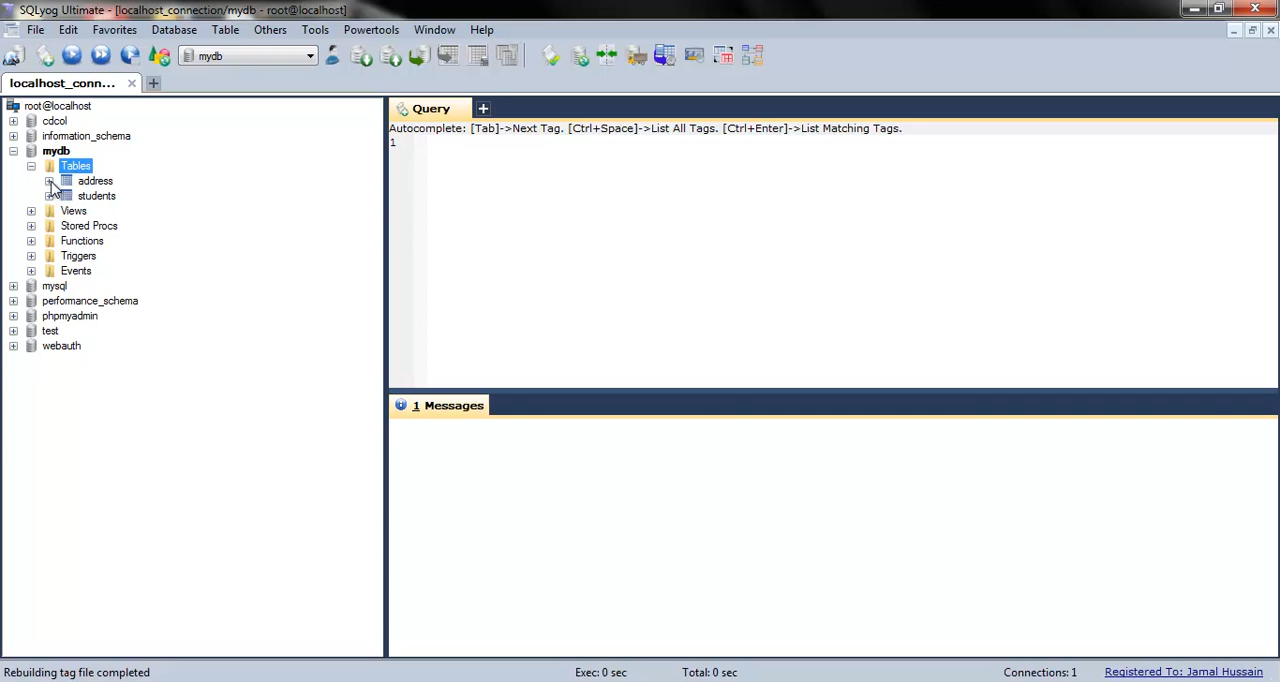 SQLyog Ultimate - [localhost_connection/mydb - root@localhost]
File Edit Favorites Database Table Others Tools Powertools Window Help
mydb
localhost_conn...
root@localhost
cdcol
information_schema
mydb
Tables
address
students
Views
Stored Procs
Functions
Triggers
Events
mysql
performance_schema
phpmyadmin
test
webauth
Query
Autocomplete: [Tab]->Next Tag. [Ctrl+Space]->List All Tags. [Ctrl+Enter]->List Matching Tags.
1
1 Messages
Rebuilding tag file completed Exec: 0 sec Total: 0 sec Connections: 1 Registered To: Jamal Hussain